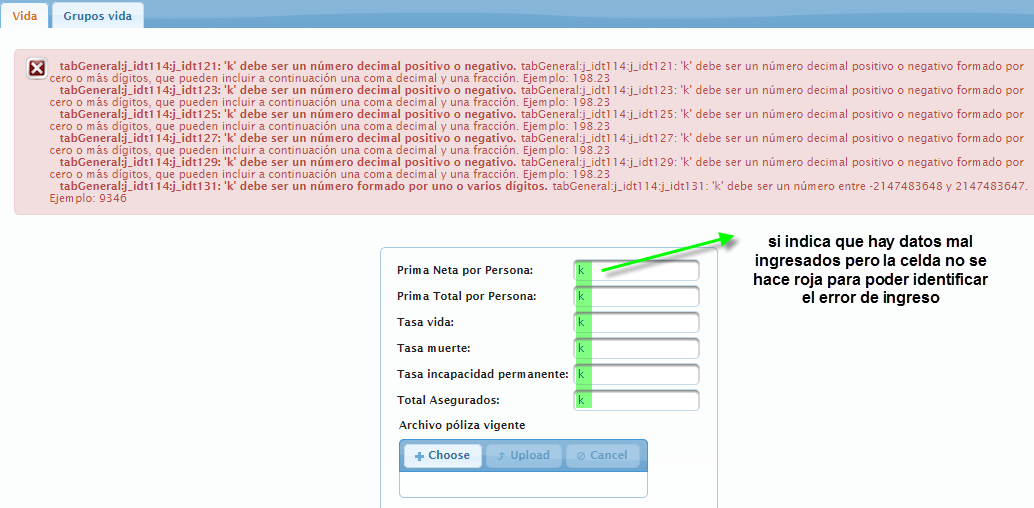 Vida Grupos vida
tabGeneral:j_idt114:j_idt121: 'k' debe ser un número decimal positivo o negativo. tabGeneral:j_idt114:j_idt121: 'k' debe ser un número decimal positivo o negativo formado por
cero o más dígitos, que pueden incluir a continuación una coma decimal y una fracción. Ejemplo: 198.23
tabGeneral:j_idt114:j_idt123: 'k' debe ser un número decimal positivo o negativo. tabGeneral:j_idt114:j_idt123: 'k' debe ser un número decimal positivo o negativo formado por
cero o más dígitos, que pueden incluir a continuación una coma decimal y una fracción. Ejemplo: 198.23
tabGeneral:j_idt114:j_idt125: 'k' debe ser un número decimal positivo o negativo. tabGeneral:j_idt114:j_idt125: 'k' debe ser un número decimal positivo o negativo formado por
cero o más dígitos, que pueden incluir a continuación una coma decimal y una fracción. Ejemplo: 198.23
tabGeneral:j_idt114:j_idt127: 'k' debe ser un número decimal positivo o negativo. tabGeneral:j_idt114:j_idt127: 'k' debe ser un número decimal positivo o negativo formado por
cero o más dígitos, que pueden incluir a continuación una coma decimal y una fracción. Ejemplo: 198.23
tabGeneral:j_idt114:j_idt129: 'k' debe ser un número decimal positivo o negativo. tabGeneral:j_idt114:j_idt129: 'k' debe ser un número decimal positivo o negativo formado por
cero o más dígitos, que pueden incluir a continuación una coma decimal y una fracción. Ejemplo: 198.23
tabGeneral:j_idt114:j_idt131: 'k' debe ser un número formado por uno o varios dígitos. tabGeneral:j_idt114:j_idt131: 'k' debe ser un número entre -2147483648 y 2147483647.
Ejemplo: 9346
si indica que hay datos mal
ingresados pero la celda no se
hace roja para poder identificar
el error de ingreso
Prima Neta por Persona: k
Prima Total por Persona: k
Tasa vida: k
Tasa muerte: k
Tasa incapacidad permanente: k
Total Asegurados: k
Archivo póliza vigente
Choose Upload Cancel